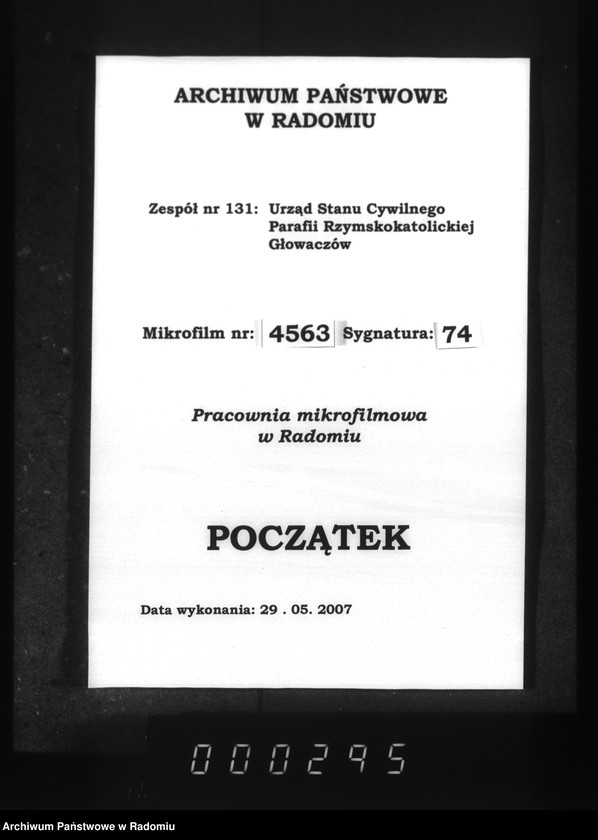 ARCHIWUM PAŃSTWOWE
W RADOMIU
Zespół nr 131: Urząd Stanu Cywilnego
Parafii Rzymskokatolickiej
Głowaczów
Mikrofilm nr: 4563 Sygnatura: 74
Pracownia mikrofilmowa
w Radomiu
POCZĄTEK
Data wykonania: 29 . 05. 2007
000295
Archiwum Państwowe w Radomiu